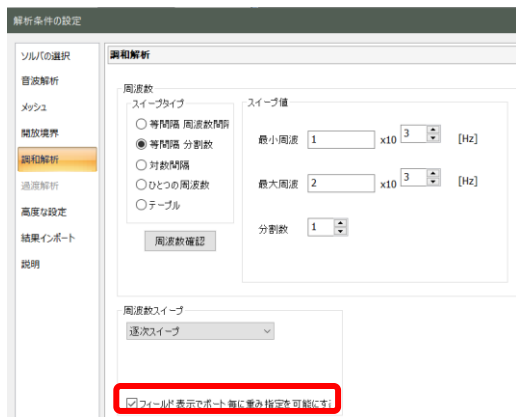 解析条件の設定
ソルバの選択
音波解析
メッシュ
開放境界
調和解析
過渡解析
高度な設定
結果インポート
説明
調和解析
周波数
スイープタイプ
等間隔 周波数間隔
等間隔 分割数
対数間隔
ひとつの周波数
テーブル
周波数確認
スイープ値
最小周波 1 x10 3 [Hz]
最大周波 2 x10 3 [Hz]
分割数 1
周波数スイープ
逐次スイープ
フィールド表示でポート毎に重み指定を可能にす